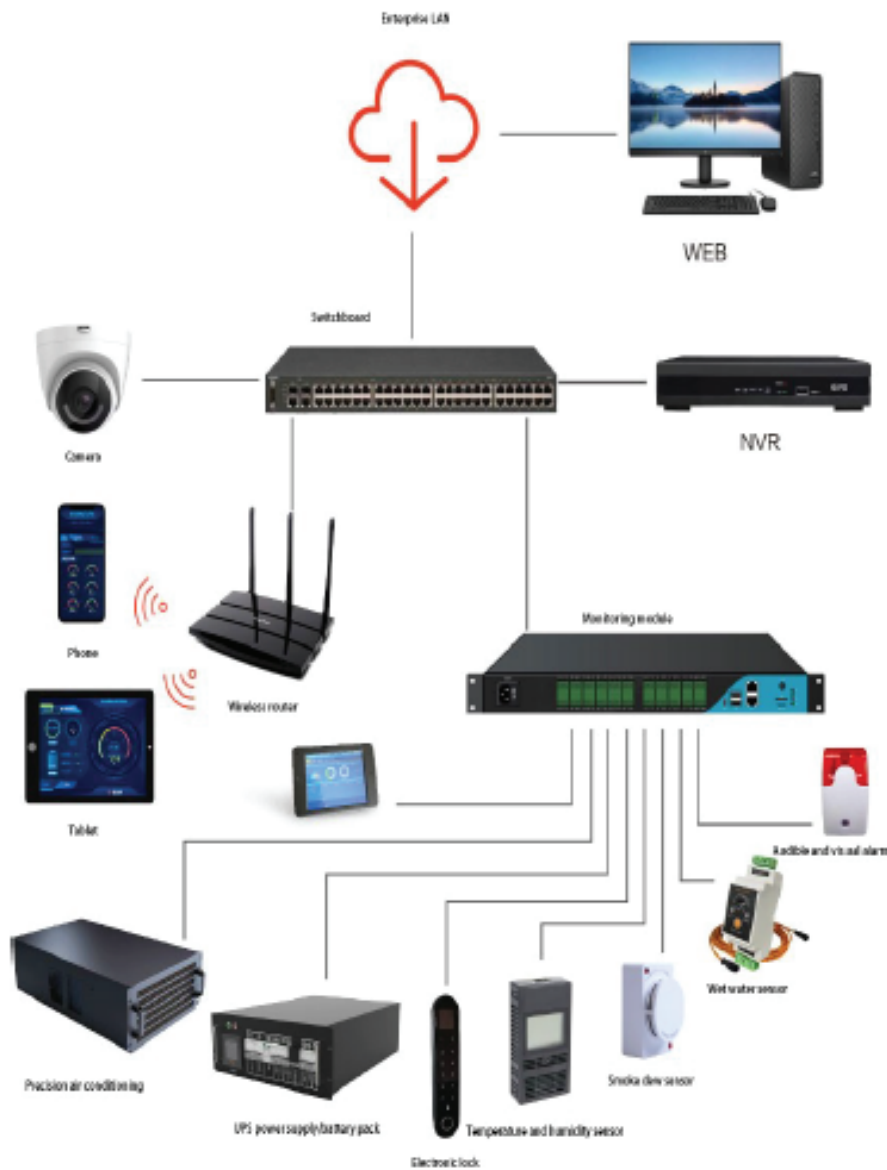 Enterprise LAN
WEB
Switchboard
Camera
NVR
Phone
Monitoring module
Wireless router
Tablet
Audible and visual alarm
Wet water sensor
Precision air conditioning
Smoke dew sensor
UPS power supply/battery pack
Temperature and humidity sensor
Electronic lock